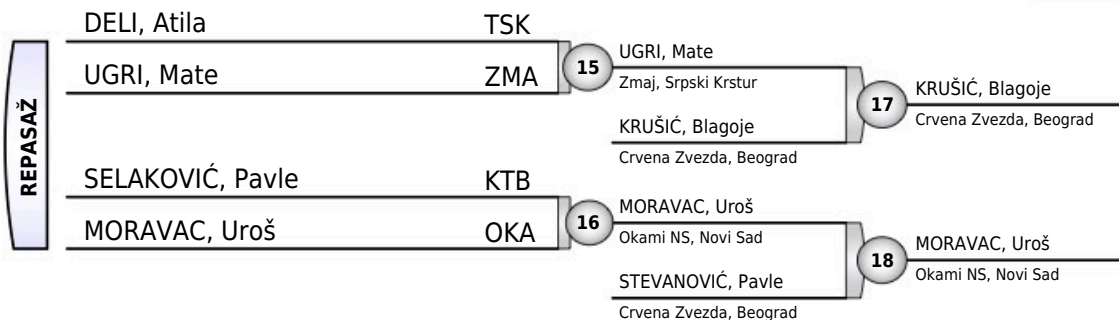 REPASAŽ
DELI, Atila TSK
UGRI, Mate ZMA
15
UGRI, Mate
Zmaj, Srpski Krstur
KRUŠIĆ, Blagoje
Crvena Zvezda, Beograd
17
KRUŠIĆ, Blagoje
Crvena Zvezda, Beograd
SELAKOVIĆ, Pavle KTB
MORAVAC, Uroš OKA
16
MORAVAC, Uroš
Okami NS, Novi Sad
STEVANOVIĆ, Pavle
Crvena Zvezda, Beograd
18
MORAVAC, Uroš
Okami NS, Novi Sad